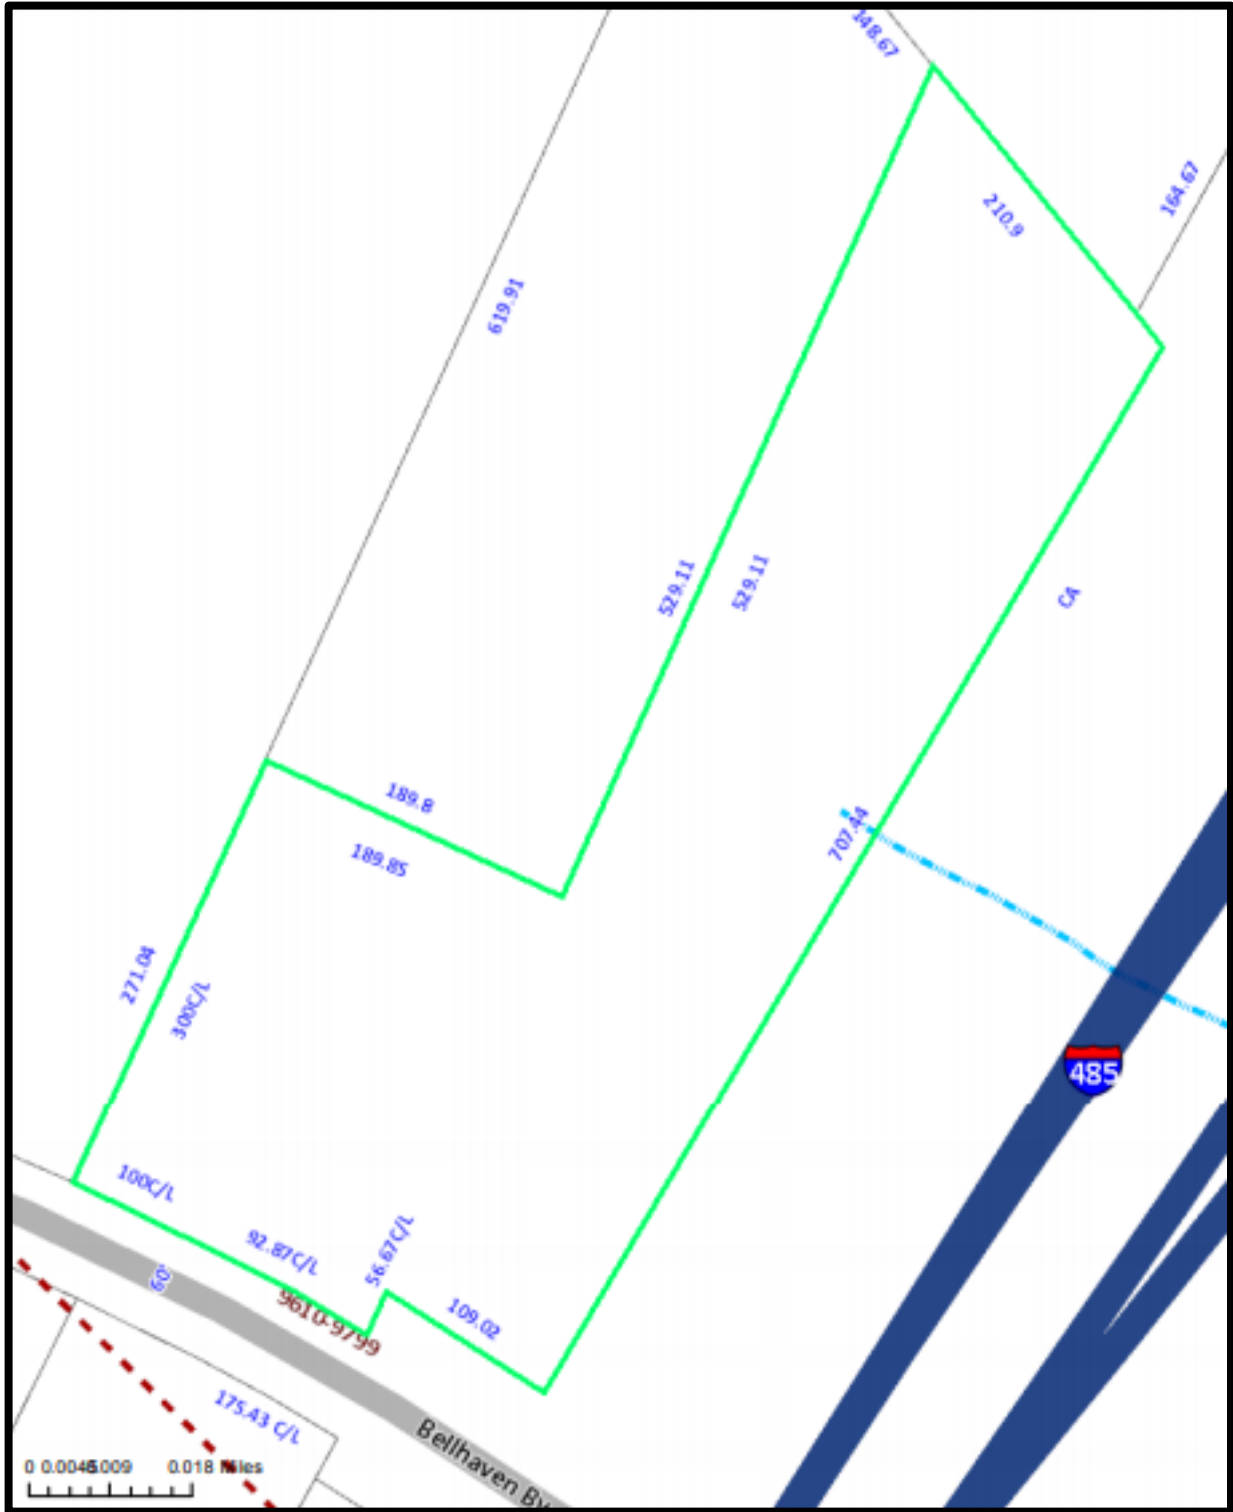 148.67
164.67
210.9
619.91
529.11
529.11
CA
189.8
707.44
189.85
271.04
300C/L
485
100C/L
92.87C/L
56.67C/L
60'
9610-9799
109.02
175.43 C/L
Bellhaven Bv
0 0.0045 0.009 0.018 Miles